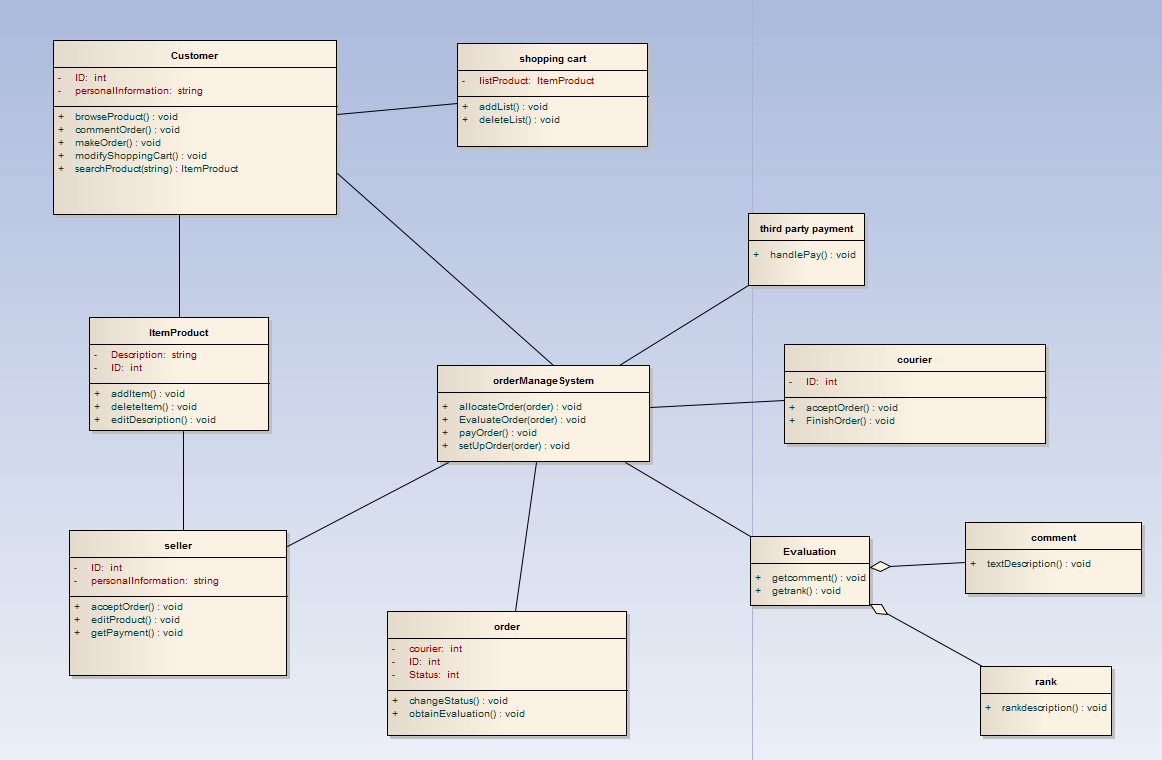 Customer
- ID: int
- personalInformation: string
+ browseProduct() : void
+ commentOrder() : void
+ makeOrder() : void
+ modifyShoppingCart() : void
+ searchProduct(string) : ItemProduct
shopping cart
- listProduct: ItemProduct
+ addList() : void
+ deleteList() : void
third party payment
+ handlePay() : void
ItemProduct
- Description: string
- ID: int
+ addItem() : void
+ deleteItem() : void
+ editDescription() : void
orderManageSystem
+ allocateOrder(order) : void
+ EvaluateOrder(order) : void
+ payOrder() : void
+ setUpOrder(order) : void
courier
- ID: int
+ acceptOrder() : void
+ FinishOrder() : void
seller
- ID: int
- personalInformation: string
+ acceptOrder() : void
+ editProduct() : void
+ getPayment() : void
Evaluation
+ getcomment() : void
+ getrank() : void
comment
+ textDescription() : void
order
- courier: int
- ID: int
- Status: int
+ changeStatus() : void
+ obtainEvaluation() : void
rank
+ rankdescription() : void